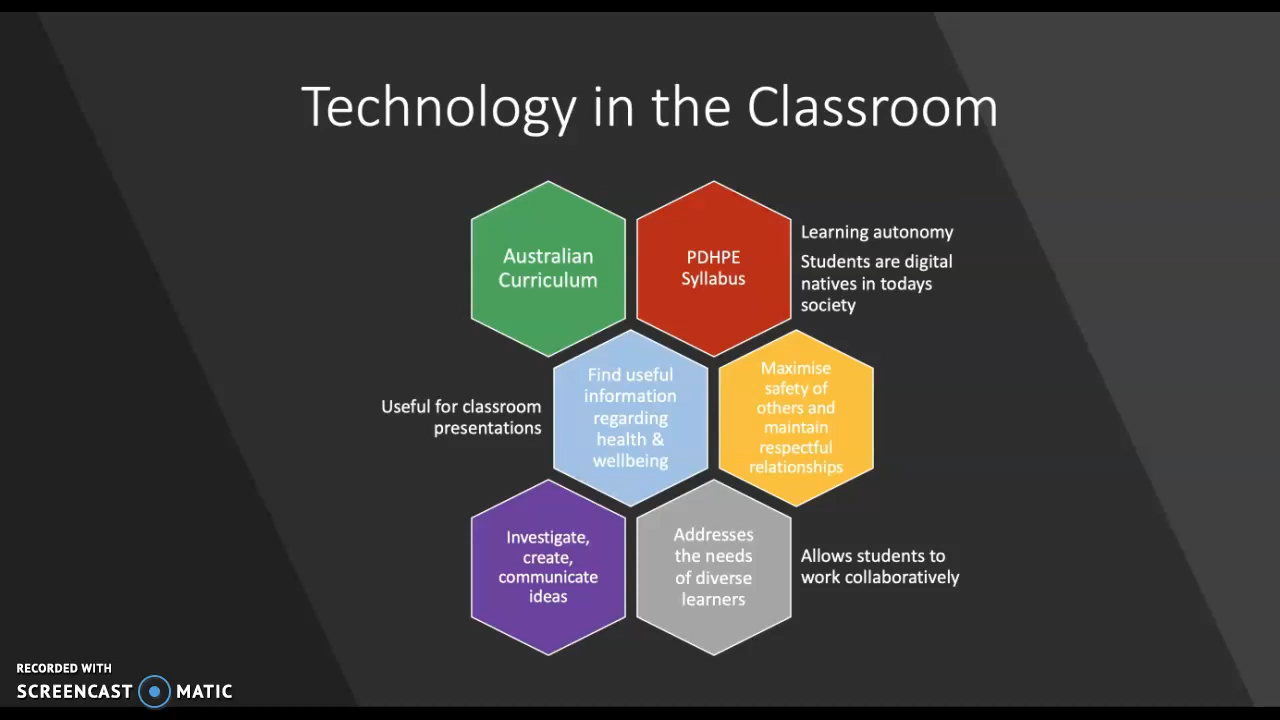 Technology in the Classroom
Australian
Curriculum
PDHPE
Syllabus
Learning autonomy
Students are digital
natives in todays
society
Useful for classroom
presentations
Find useful
information
regarding
health &
wellbeing
Maximise
safety of
others and
maintain
respectful
relationships
Investigate,
create,
communicate
ideas
Addresses
the needs
of diverse
learners
Allows students to
work collaboratively
RECORDED WITH
SCREENCAST MATIC